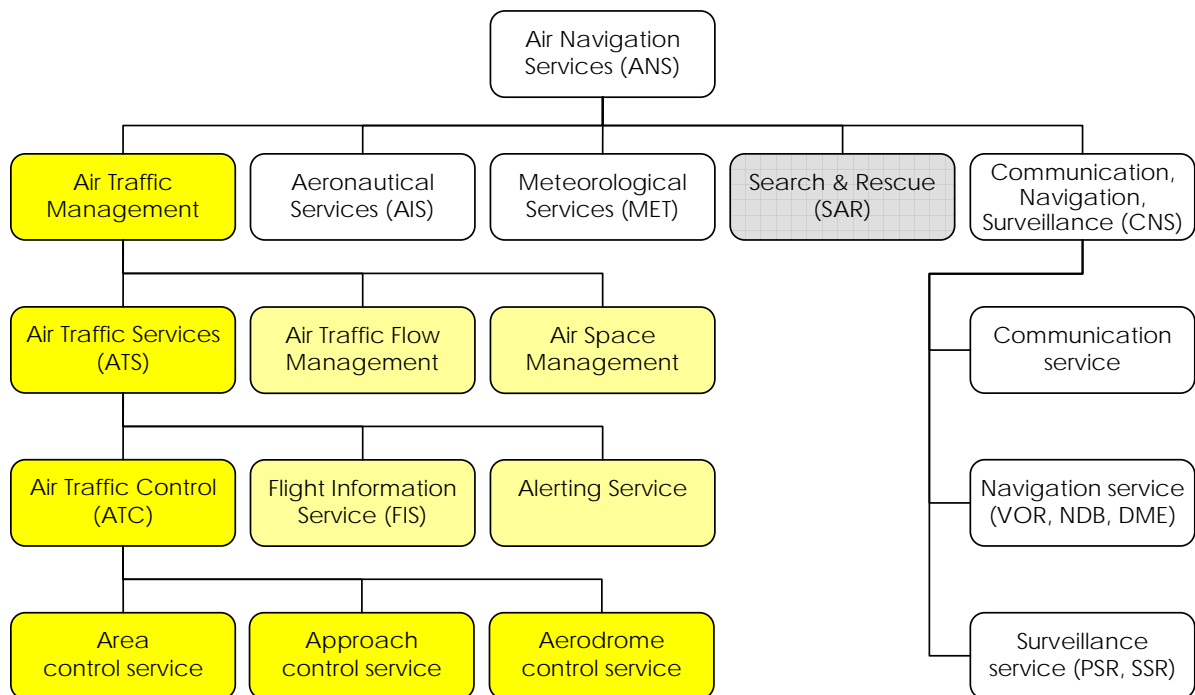 Air Navigation
Services (ANS)
Air Traffic
Management
Aeronautical
Services (AIS)
Meteorological
Services (MET)
Search & Rescue
(SAR)
Communication,
Navigation,
Surveillance (CNS)
Air Traffic Services
(ATS)
Air Traffic Flow
Management
Air Space
Management
Communication
service
Air Traffic Control
(ATC)
Flight Information
Service (FIS)
Alerting Service
Navigation service
(VOR, NDB, DME)
Area
control service
Approach
control service
Aerodrome
control service
Surveillance
service (PSR, SSR)